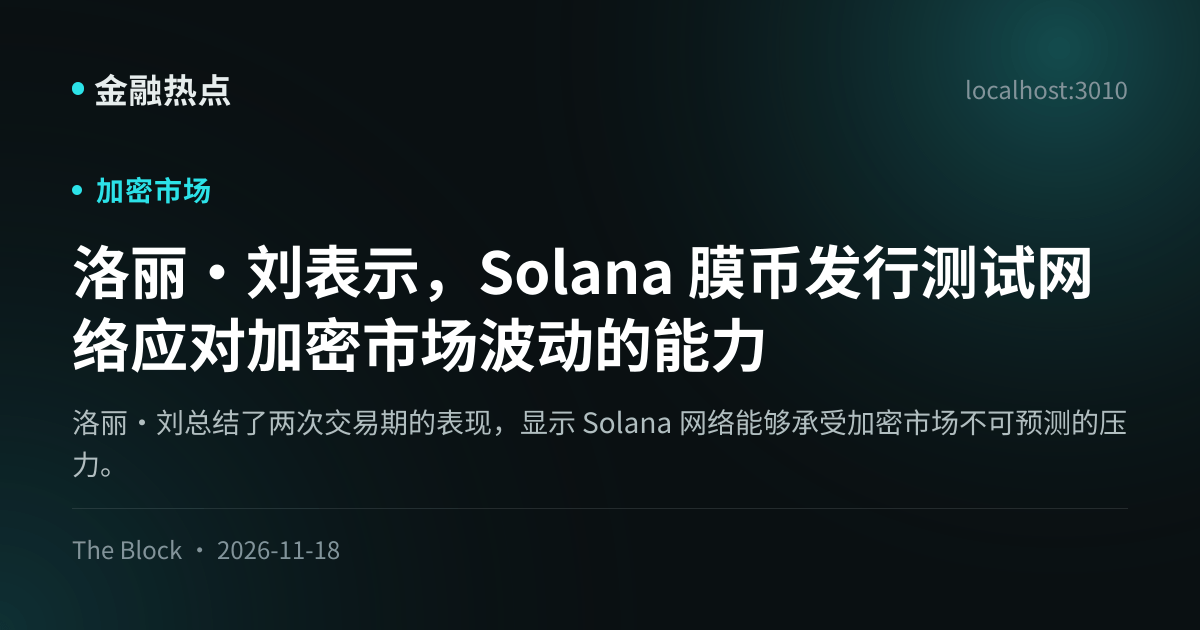 金融热点
localhost:3010
加密市场
洛丽・刘表示，Solana 膜币发行测试网
络应对加密市场波动的能力
洛丽・刘总结了两次交易期的表现，显示 Solana 网络能够承受加密市场不可预测的压
力。
The Block · 2026-11-18